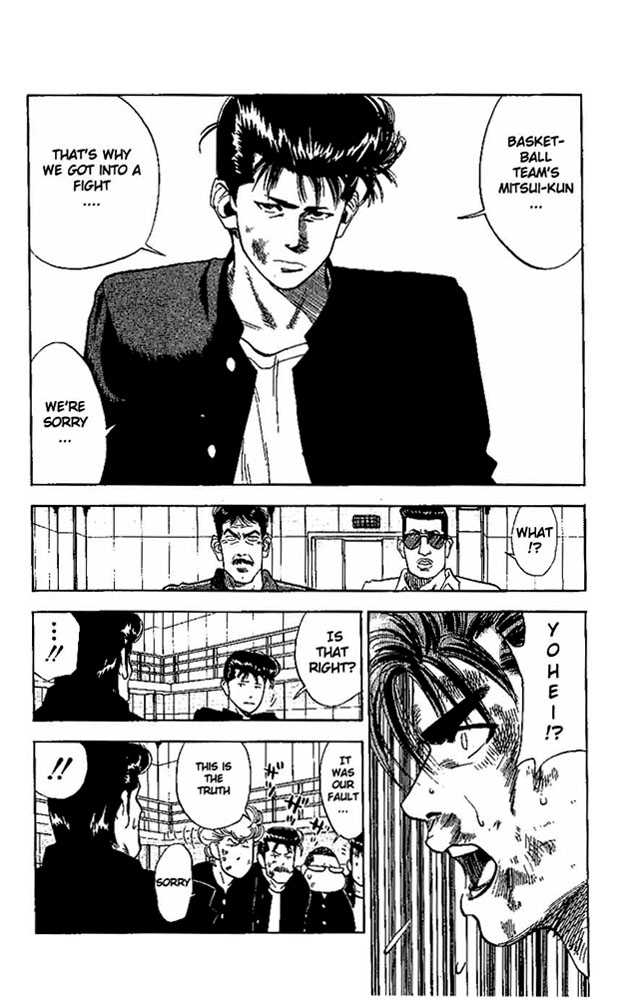 BASKET-
BALL
TEAM'S
MITSUI-KUN
...
THAT'S WHY
WE GOT INTO A
FIGHT
....
WE'RE
SORRY
...
WHAT
!?
YOHEI!?
IS
THAT
RIGHT?
...!!
IT
WAS
OUR
FAULT...
THIS IS
THE
TRUTH
SORRY
!!